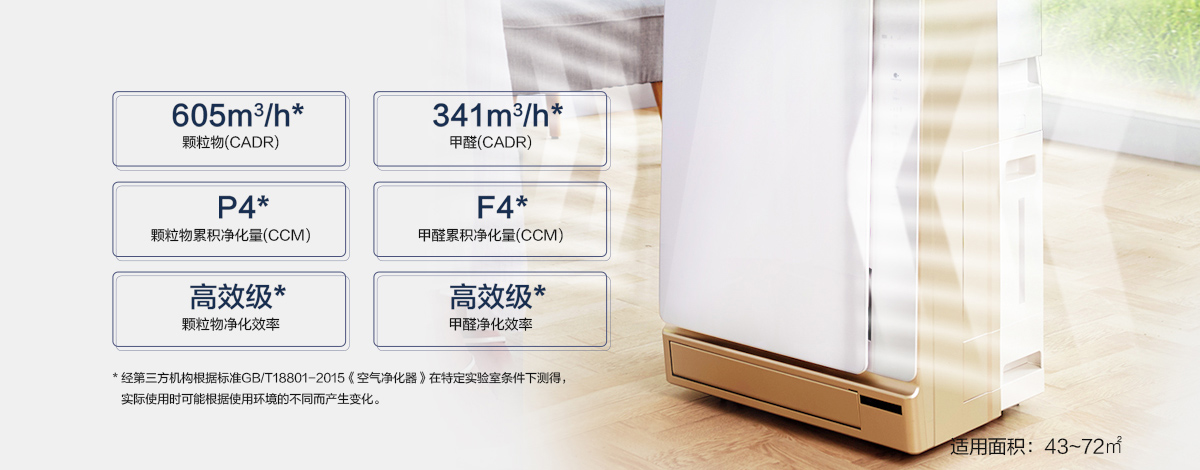 605m³/h*
颗粒物(CADR)
341m³/h*
甲醛(CADR)
P4*
颗粒物累积净化量(CCM)
F4*
甲醛累积净化量(CCM)
高效级*
颗粒物净化效率
高效级*
甲醛净化效率
* 经第三方机构根据标准GB/T18801-2015《空气净化器》在特定实验室条件下测得，
实际使用时可能根据使用环境的不同而产生变化。
适用面积：43~72㎡